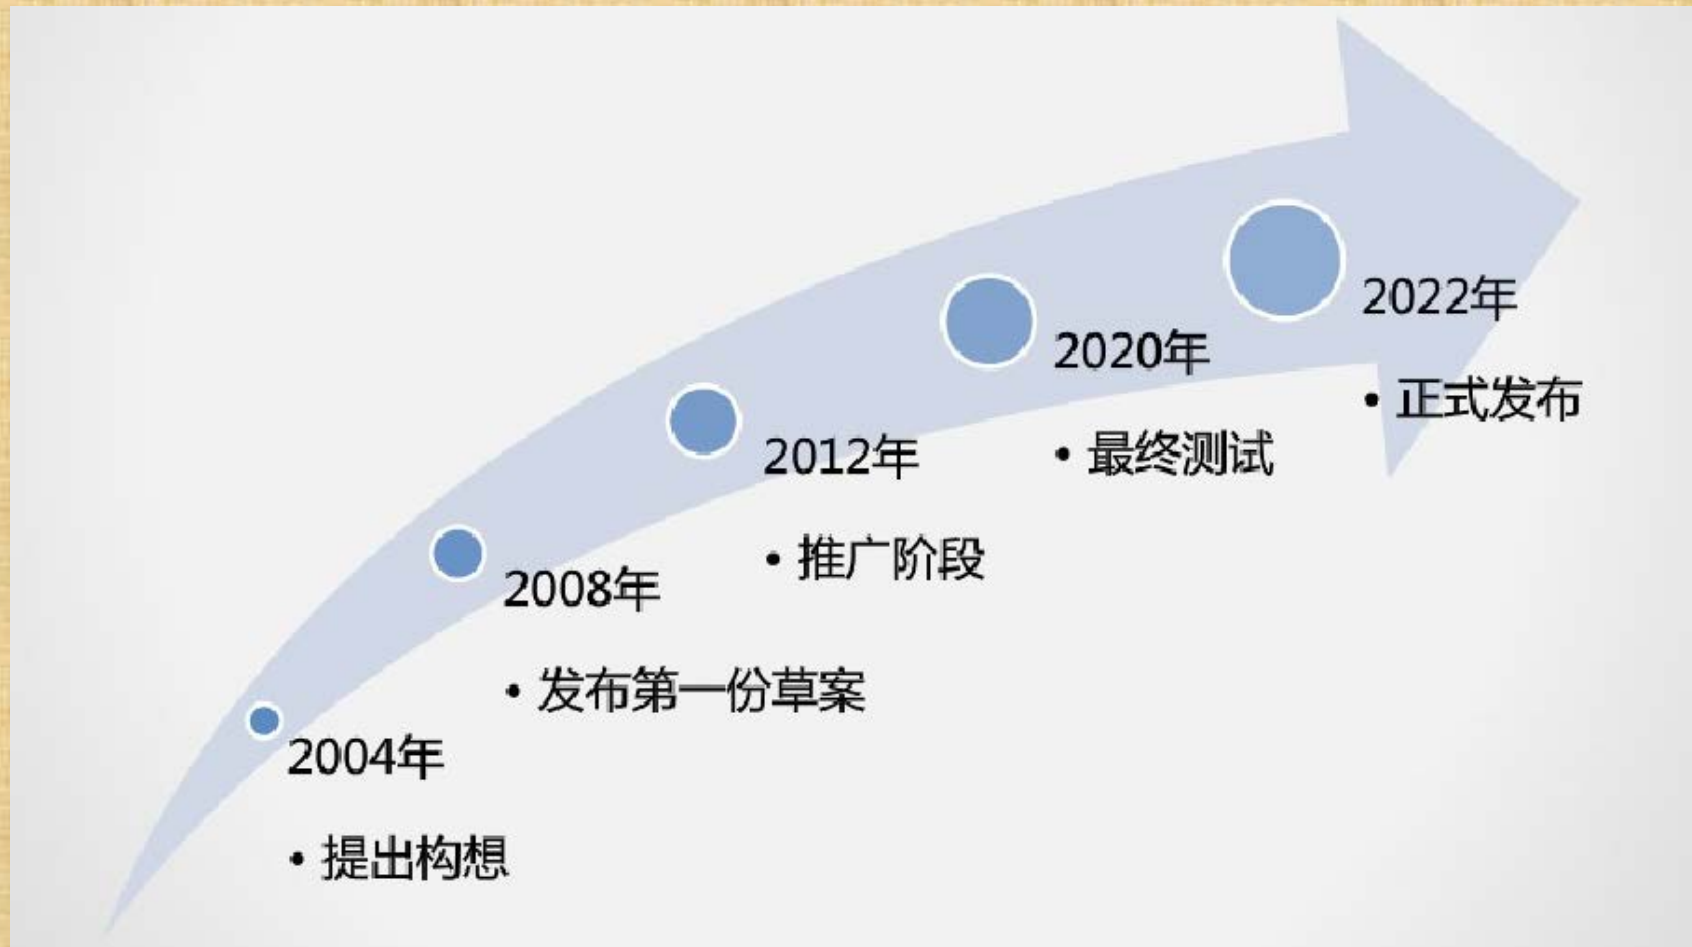 2004年
• 提出构想
2008年
• 发布第一份草案
2012年
• 推广阶段
2020年
• 最终测试
2022年
• 正式发布